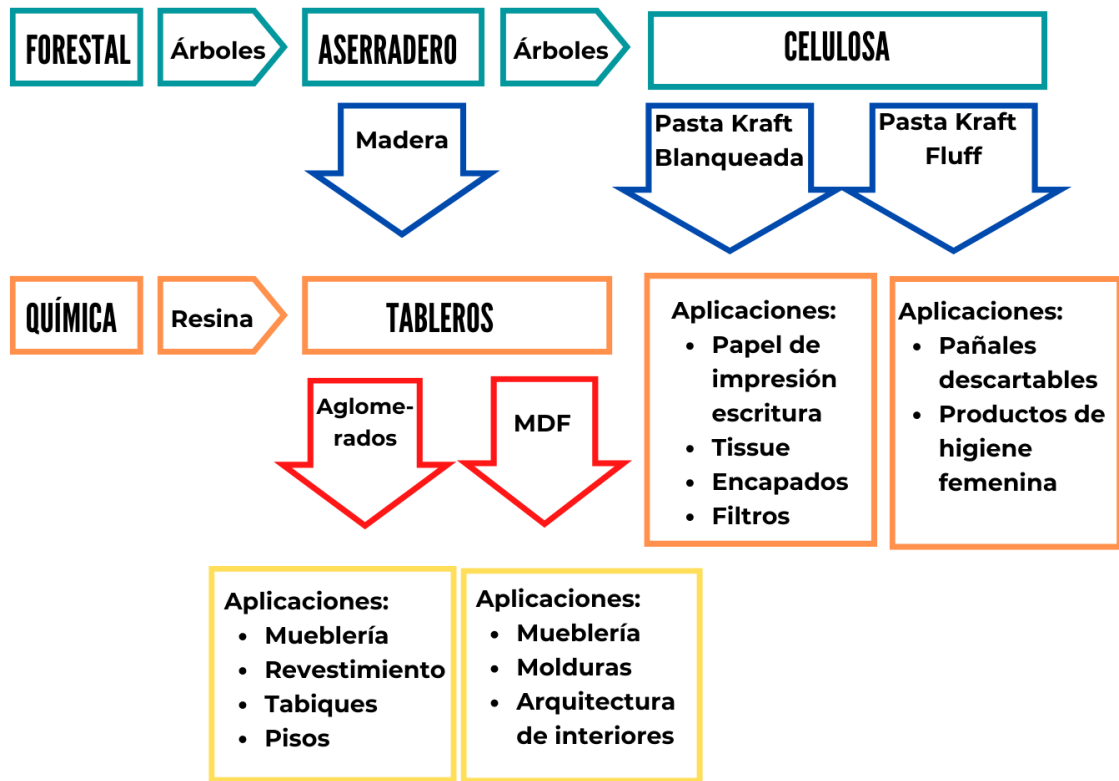 FORESTAL
Árboles
ASERRADERO
Árboles
CELULOSA
Madera
Pasta Kraft
Blanqueada
Pasta Kraft
Fluff
QUÍMICA
Resina
TABLEROS
Aglome-
rados
MDF
Aplicaciones:
• Papel de
impresión
escritura
• Tissue
• Encapados
• Filtros
Aplicaciones:
• Pañales
descartables
• Productos de
higiene
femenina
Aplicaciones:
• Mueblería
• Revestimiento
• Tabiques
• Pisos
Aplicaciones:
• Mueblería
• Molduras
• Arquitectura
de interiores